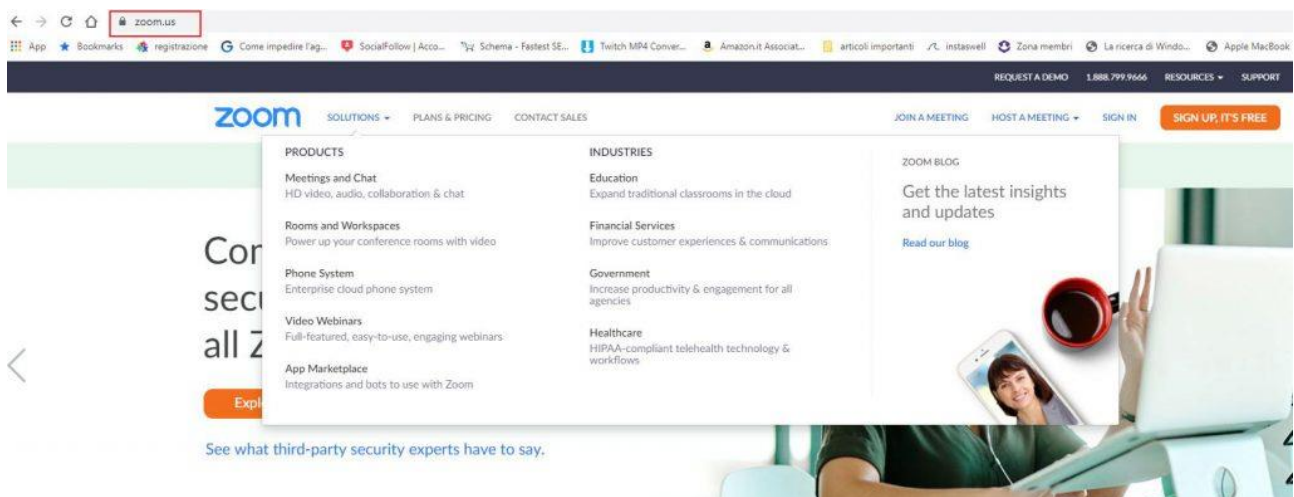 zoom.us
App Bookmarks registrazione Come impedire l'ag... SocialFollow | Acco... Schema - Fastest SE... Twitch MP4 Conver... Amazon.it Associat... articoli importanti instaswell Zona membri La ricerca di Windo... Apple MacBook
REQUEST A DEMO 1.888.799.9666 RESOURCES SUPPORT
zoom SOLUTIONS PLANS & PRICING CONTACT SALES JOIN A MEETING HOST A MEETING SIGN IN SIGN UP, IT'S FREE
PRODUCTS
Meetings and Chat
HD video, audio, collaboration & chat
Rooms and Workspaces
Power up your conference rooms with video
Phone System
Enterprise cloud phone system
Video Webinars
Full-featured, easy-to-use, engaging webinars
App Marketplace
Integrations and bots to use with Zoom
INDUSTRIES
Education
Expand traditional classrooms in the cloud
Financial Services
Improve customer experiences & communications
Government
Increase productivity & engagement for all
agencies
Healthcare
HIPAA-compliant telehealth technology &
workflows
ZOOM BLOG
Get the latest insights
and updates
Read our blog
Con
secu
all Z
Expl
See what third-party security experts have to say.